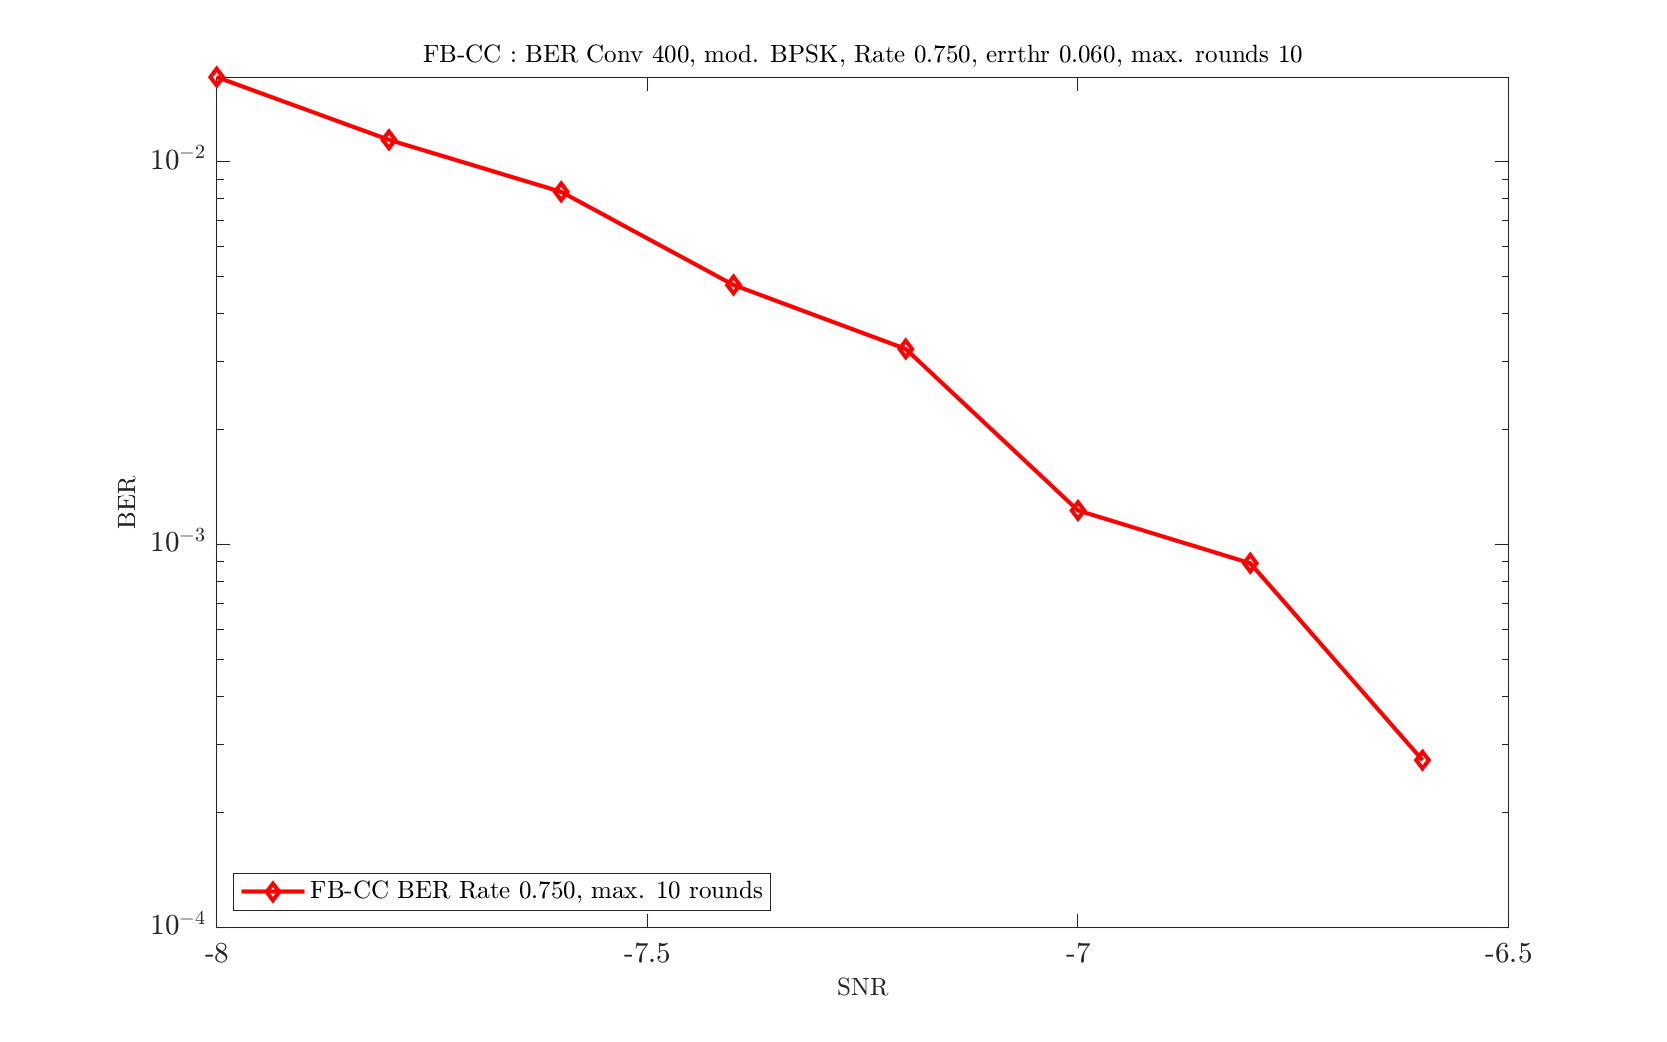 FB-CC : BER Conv 400, mod. BPSK, Rate 0.750, errthr 0.060, max. rounds 10
10⁻²
10⁻³
10⁻⁴
BER
FB-CC BER Rate 0.750, max. 10 rounds
-8 -7.5 -7 -6.5
SNR